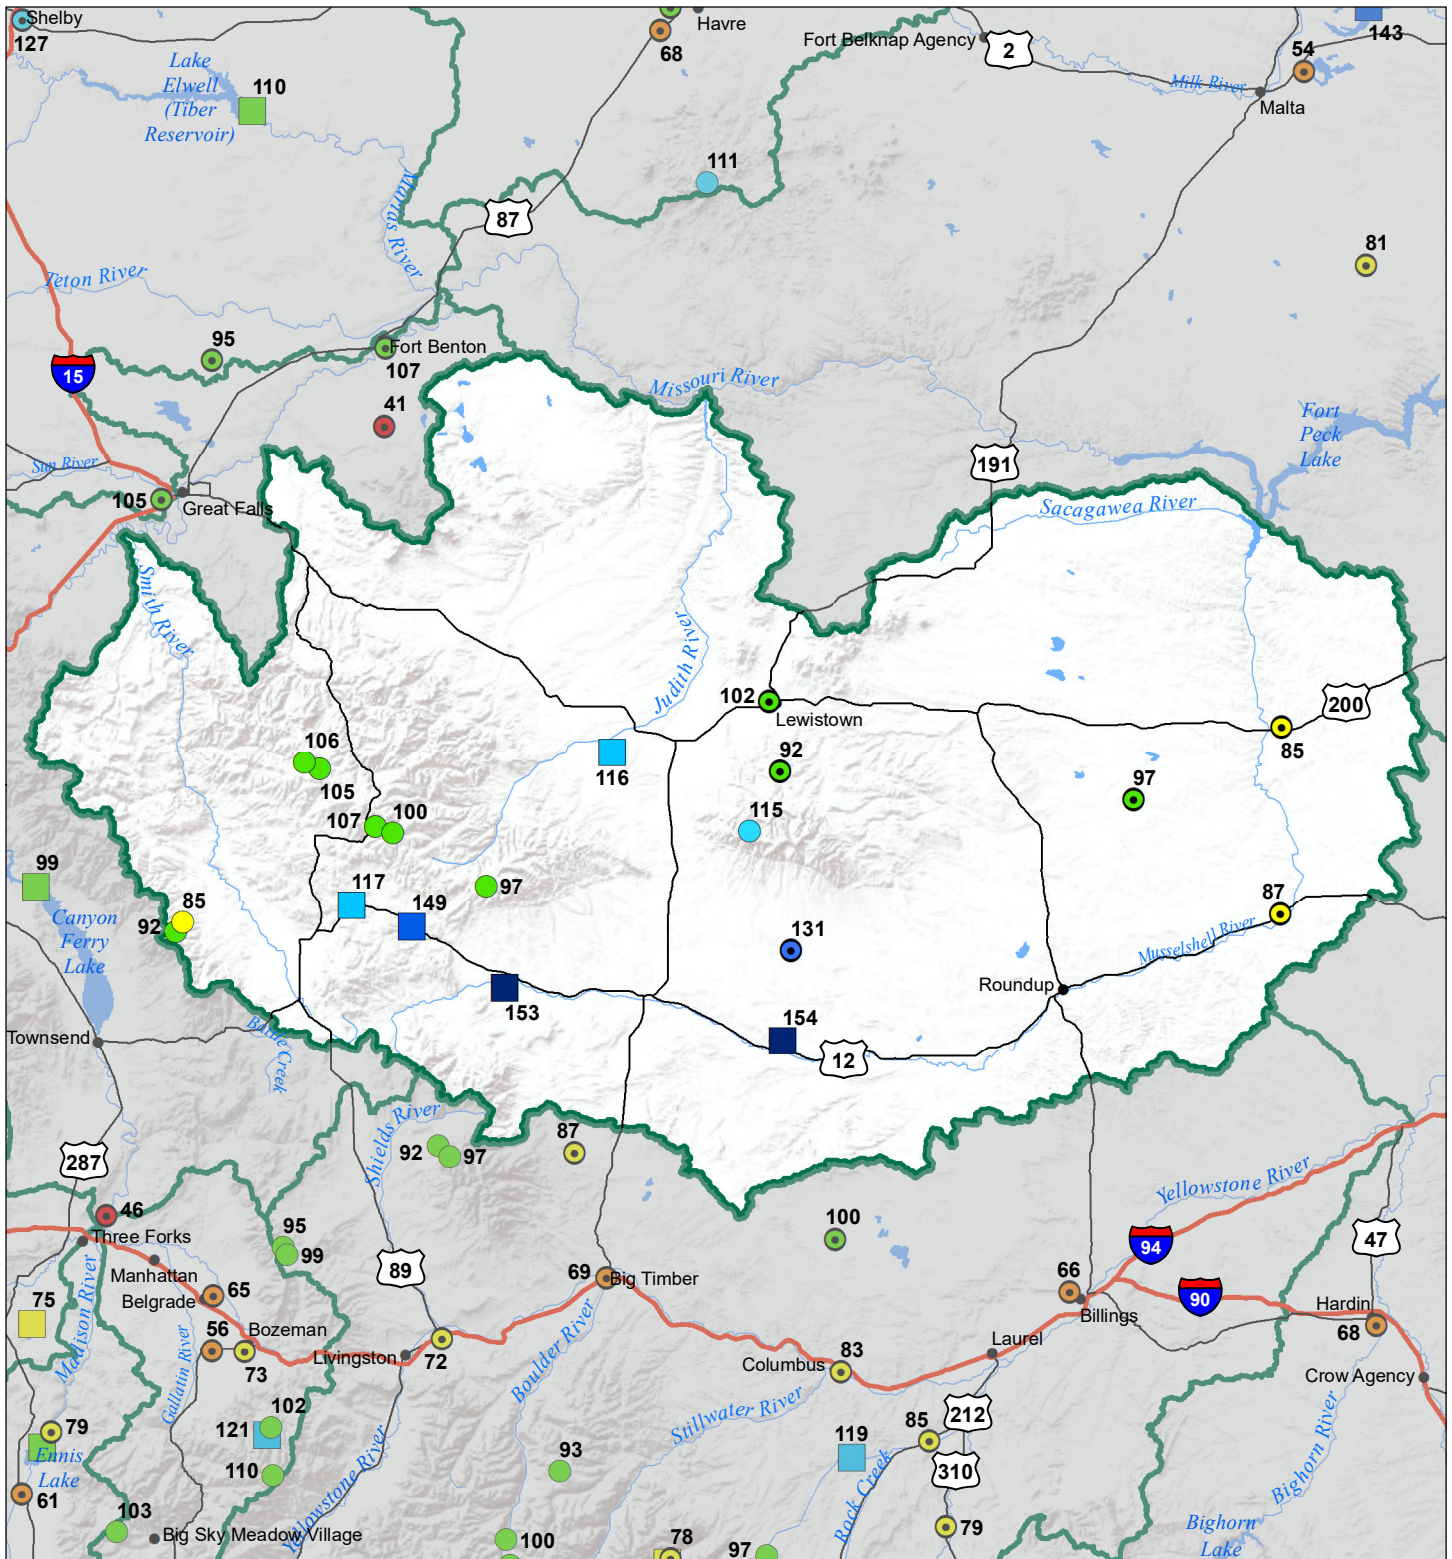 Shelby
127
Lake
Elwell
(Tiber
Reservoir)
110
Havre
68
Fort Belknap Agency
2
143
54
Milk River
Malta
111
Marias River
87
Teton River
81
95
15
Fort Benton
107
41
Missouri River
Fort
Peck
Lake
Sun River
191
105
Great Falls
Sacagawea River
Smith River
Judith River
102
Lewistown
200
85
106
105
116
92
97
107
100
115
99
117
149
97
87
Canyon
Ferry
Lake
85
92
131
Musselshell River
Roundup
153
154
12
Townsend
Battle Creek
Shields River
92
97
87
287
Yellowstone River
46
Three Forks
95
99
100
47
94
Manhattan
89
69
Big Timber
66
90
Billings
Hardin
68
Belgrade
65
75
Madison River
56
Bozeman
73
Gallatin River
Livingston
72
Boulder River
Columbus
83
Laurel
Crow Agency
79
Ennis
Lake
102
121
110
Stillwater River
212
85
119
310
Bighorn River
93
61
103
Big Sky Meadow Village
Yellowstone River
100
78
97
Rock Creek
79
Bighorn
Lake